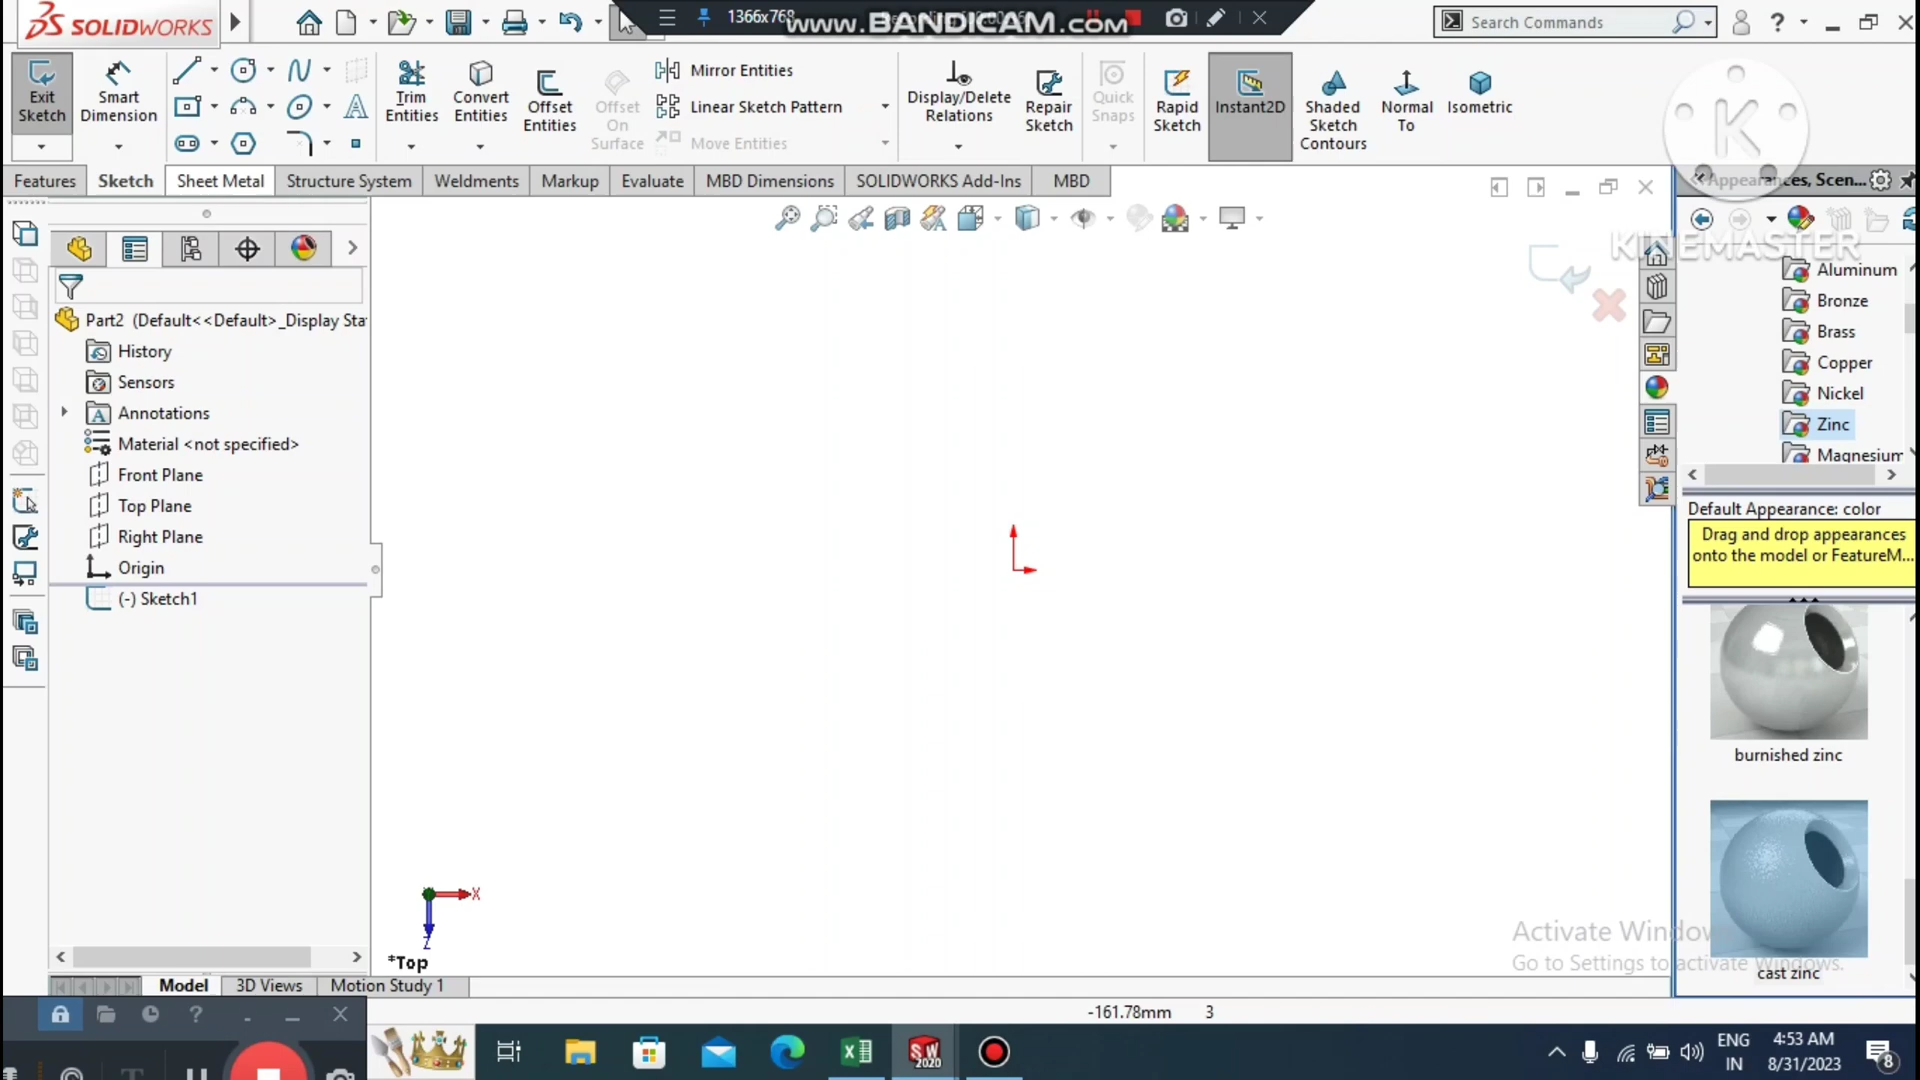 SOLIDWORKS
1366x768
www.BANDICAM.com
Search Commands
Exit Sketch
Smart Dimension
Trim Entities
Convert Entities
Offset Entities
Offset On Surface
Mirror Entities
Linear Sketch Pattern
Move Entities
Display/Delete Relations
Repair Sketch
Quick Snaps
Rapid Sketch
Instant2D
Shaded Sketch Contours
Normal To
Isometric
Features
Sketch
Sheet Metal
Structure System
Weldments
Markup
Evaluate
MBD Dimensions
SOLIDWORKS Add-Ins
MBD
K
Appearances, Scen...
KINEMASTER
Part2 (Default<<Default>_Display Sta
History
Sensors
Annotations
Material <not specified>
Front Plane
Top Plane
Right Plane
Origin
(-) Sketch1
Aluminum
Bronze
Brass
Copper
Nickel
Zinc
Magnesium
Default Appearance: color
Drag and drop appearances
onto the model or FeatureM...
burnished zinc
cast zinc
X
Z
*Top
Activate Window
Go to Settings to activate Windows.
Model
3D Views
Motion Study 1
-161.78mm
3
SW
2020
ENG
IN
4:53 AM
8/31/2023
8